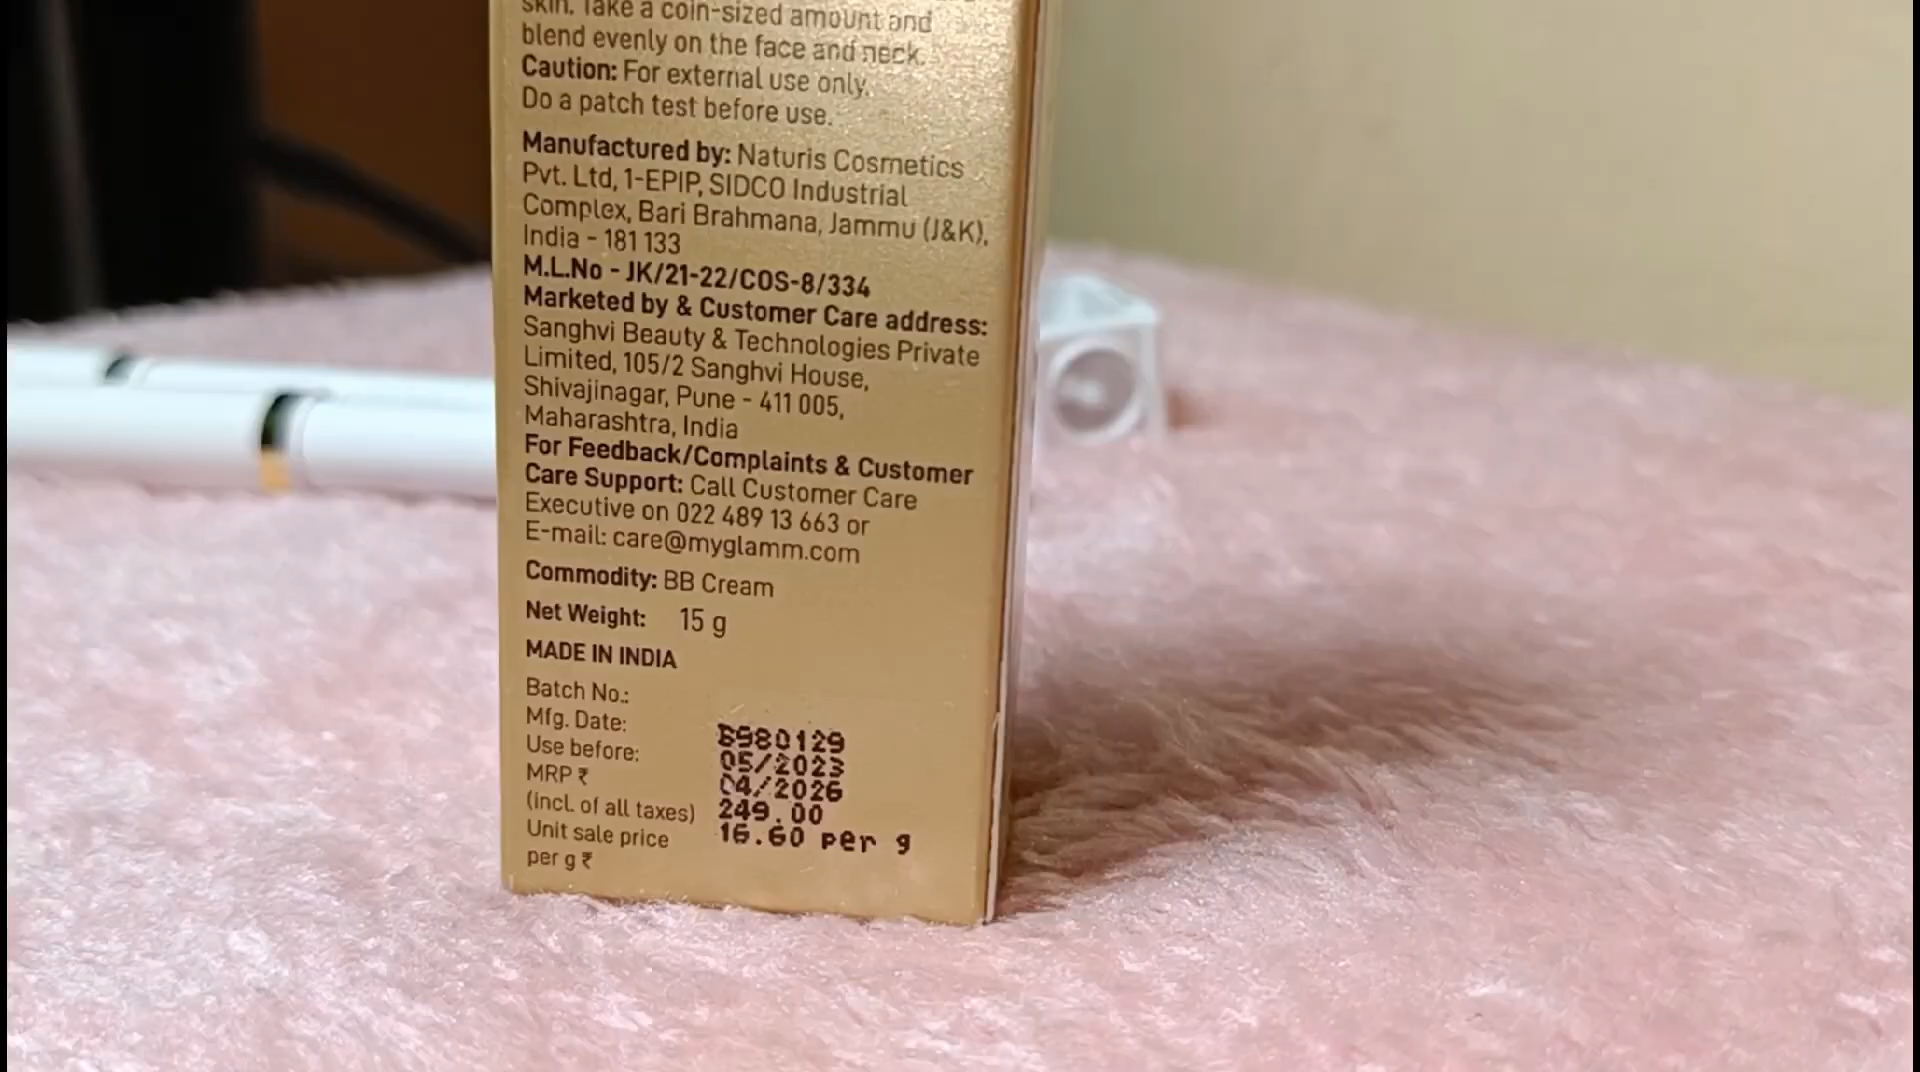 skin. Take a coin-sized amount and
blend evenly on the face and neck.
Caution: For external use only.
Do a patch test before use.
Manufactured by: Naturis Cosmetics
Pvt. Ltd, 1-EPIP, SIDCO Industrial
Complex, Bari Brahmana, Jammu (J&K),
India - 181 133
M.L.No - JK/21-22/COS-8/334
Marketed by & Customer Care address:
Sanghvi Beauty & Technologies Private
Limited, 105/2 Sanghvi House,
Shivajinagar, Pune - 411 005,
Maharashtra, India
For Feedback/Complaints & Customer
Care Support: Call Customer Care
Executive on 022 489 13 663 or
E-mail: care@myglamm.com
Commodity: BB Cream
Net Weight: 15 g
MADE IN INDIA
Batch No.:
Mfg. Date:
Use before:
MRP ₹
(incl. of all taxes)
Unit sale price
per g ₹
05/2023
04/2026
249.00
16.60 per g